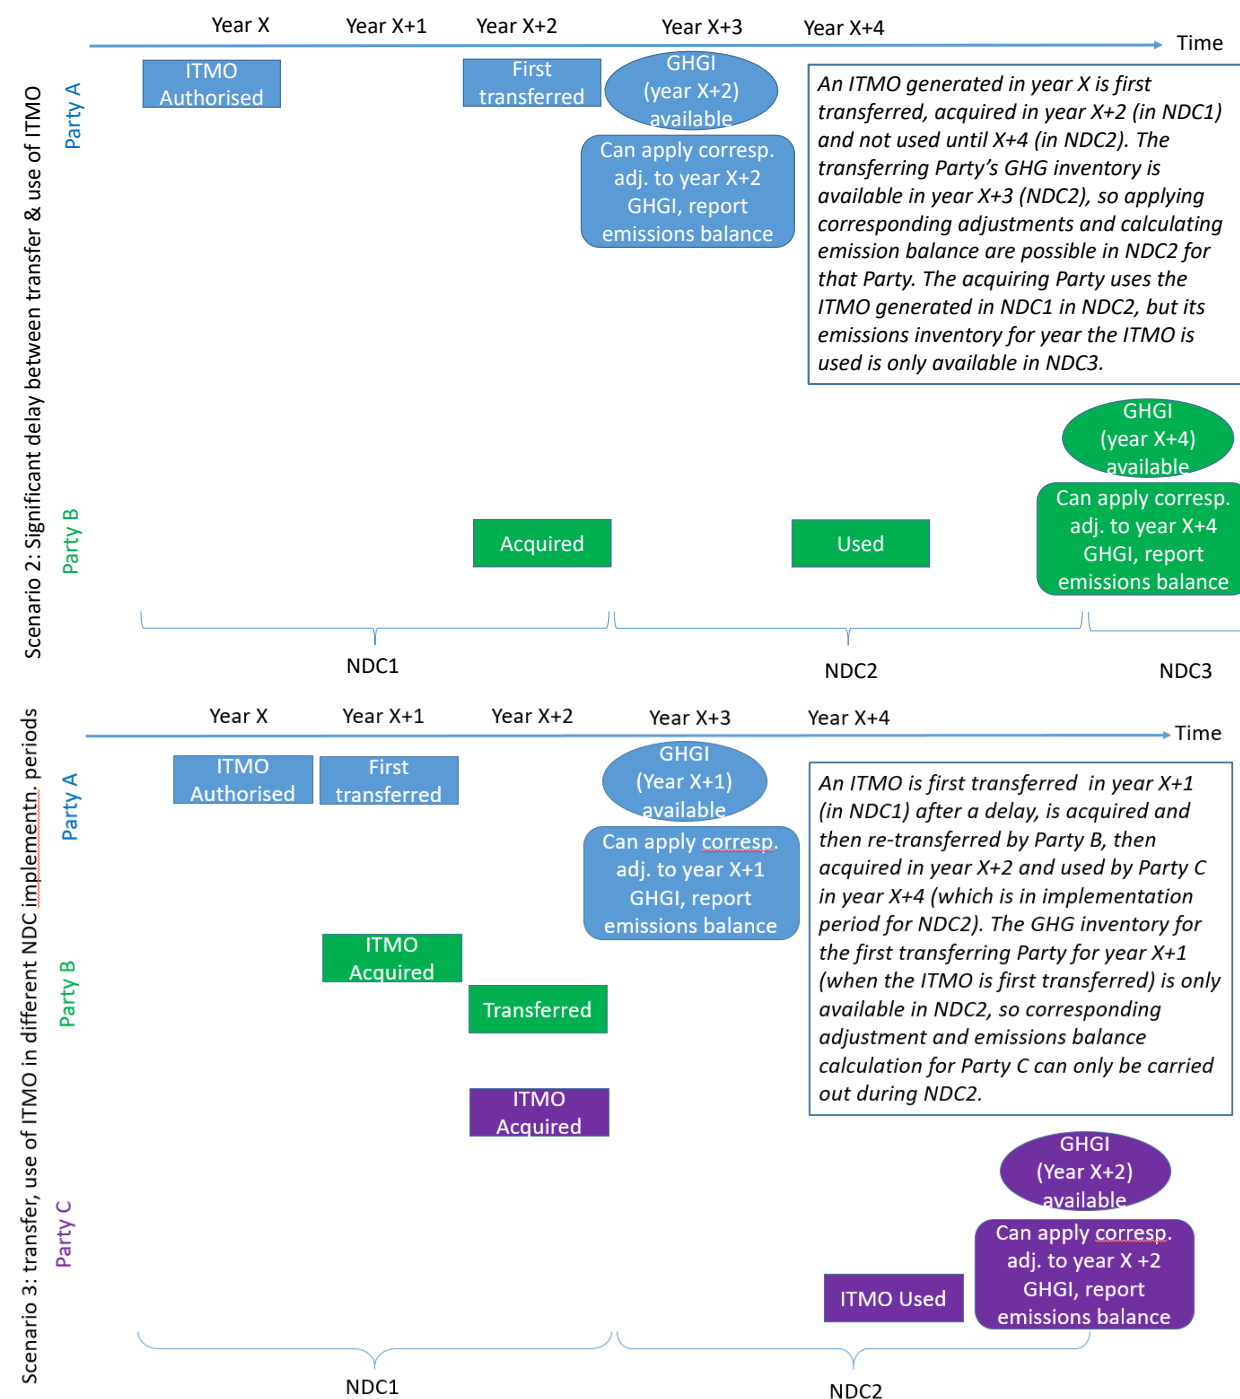 Year X
Year X+1
Year X+2
Year X+3
Year X+4
Time
Scenario 2: Significant delay between transfer & use of ITMO
Party A
ITMO
Authorised
First
transferred
GHGI
(year X+2)
available
Can apply corresp.
adj. to year X+2
GHGI, report
emissions balance
An ITMO generated in year X is first
transferred, acquired in year X+2 (in NDC1)
and not used until X+4 (in NDC2). The
transferring Party's GHG inventory is
available in year X+3 (NDC2), so applying
corresponding adjustments and calculating
emission balance are possible in NDC2 for
that Party. The acquiring Party uses the
ITMO generated in NDC1 in NDC2, but its
emissions inventory for year the ITMO is
used is only available in NDC3.
Party B
Acquired
Used
GHGI
(year X+4)
available
Can apply corresp.
adj. to year X+4
GHGI, report
emissions balance
NDC1
NDC2
NDC3
Year X
Year X+1
Year X+2
Year X+3
Year X+4
Time
Scenario 3: transfer, use of ITMO in different NDC implementn. periods
Party A
ITMO
Authorised
First
transferred
GHGI
(Year X+1)
available
Can apply corresp.
adj. to year X+1
GHGI, report
emissions balance
An ITMO is first transferred in year X+1
(in NDC1) after a delay, is acquired and
then re-transferred by Party B, then
acquired in year X+2 and used by Party C
in year X+4 (which is in implementation
period for NDC2). The GHG inventory for
the first transferring Party for year X+1
(when the ITMO is first transferred) is only
available in NDC2, so corresponding
adjustment and emissions balance
calculation for Party C can only be carried
out during NDC2.
Party B
ITMO
Acquired
Transferred
Party C
ITMO
Acquired
ITMO Used
GHGI
(Year X+2)
available
Can apply corresp.
adj. to year X +2
GHGI, report
emissions balance
NDC1
NDC2